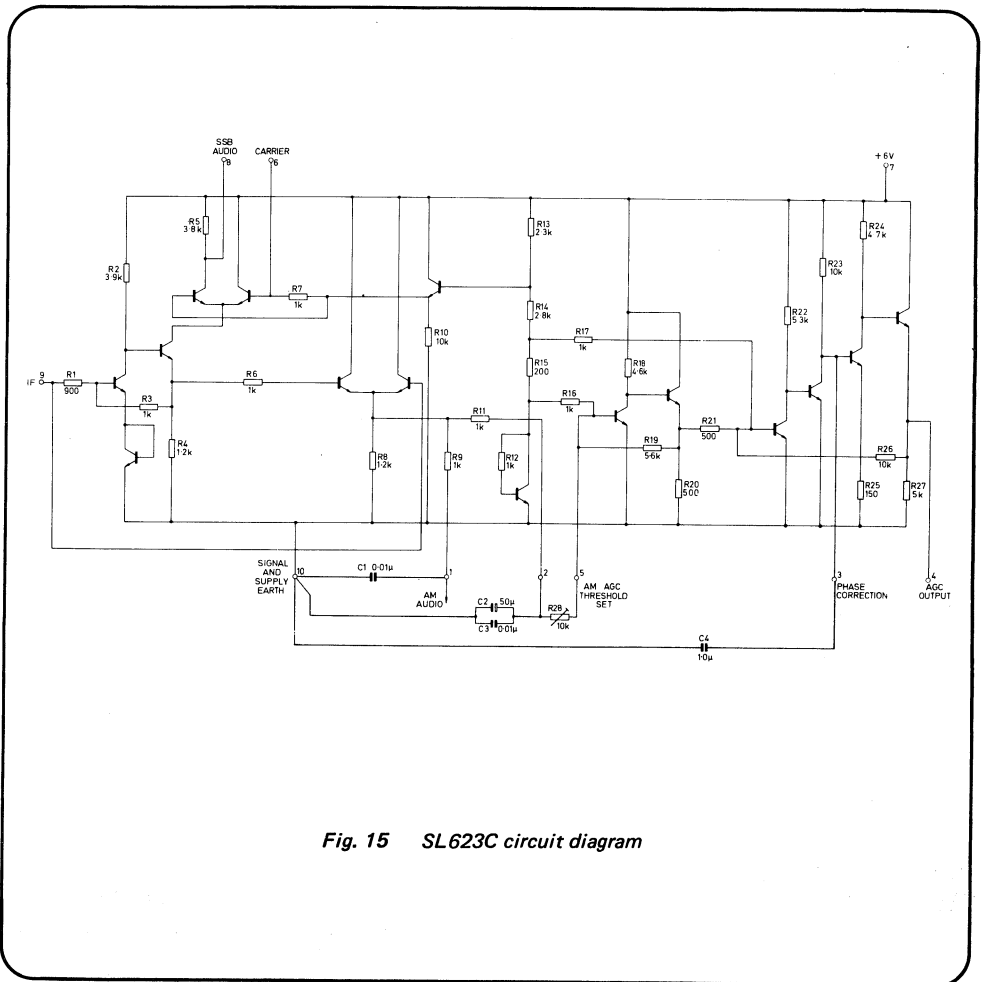 SSB
AUDIO
8
CARRIER
6
+6V
7
R5
3·8k
R13
2·3k
R24
4·7k
R2
3·9k
R23
10k
R7
1k
R14
2·8k
R22
5·3k
R10
10k
R17
1k
R15
200
R18
4·6k
9
IF
R1
900
R6
1k
R16
1k
R3
1k
R11
1k
R21
500
R19
5·6k
R4
1·2k
R8
1·2k
R9
1k
R12
1k
R26
10k
R20
500
R25
150
R27
5k
SIGNAL
AND
SUPPLY
EARTH
10
C1 0·01µ
1
AM
AUDIO
2
5
AM AGC
THRESHOLD
SET
3
PHASE
CORRECTION
4
AGC
OUTPUT
C2 50µ
C3 0·01µ
R28
10k
C4
1·0µ
Fig. 15 SL623C circuit diagram